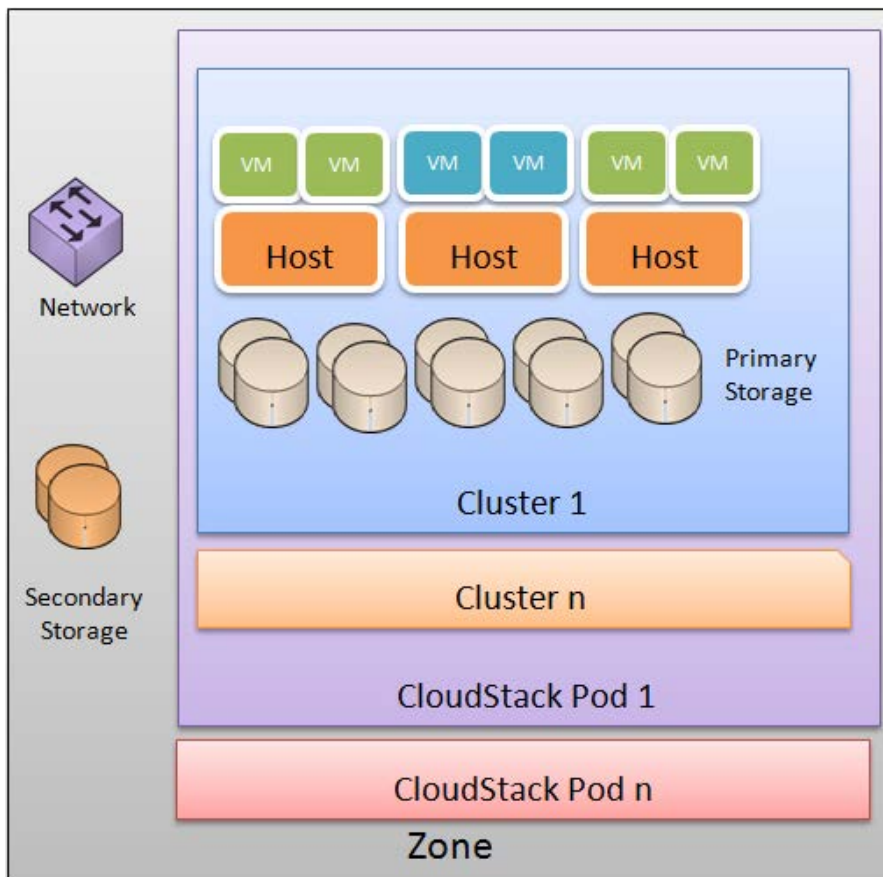 VM VM VM VM VM VM
Host Host Host
Network
Primary
Storage
Cluster 1
Secondary
Storage
Cluster n
CloudStack Pod 1
CloudStack Pod n
Zone